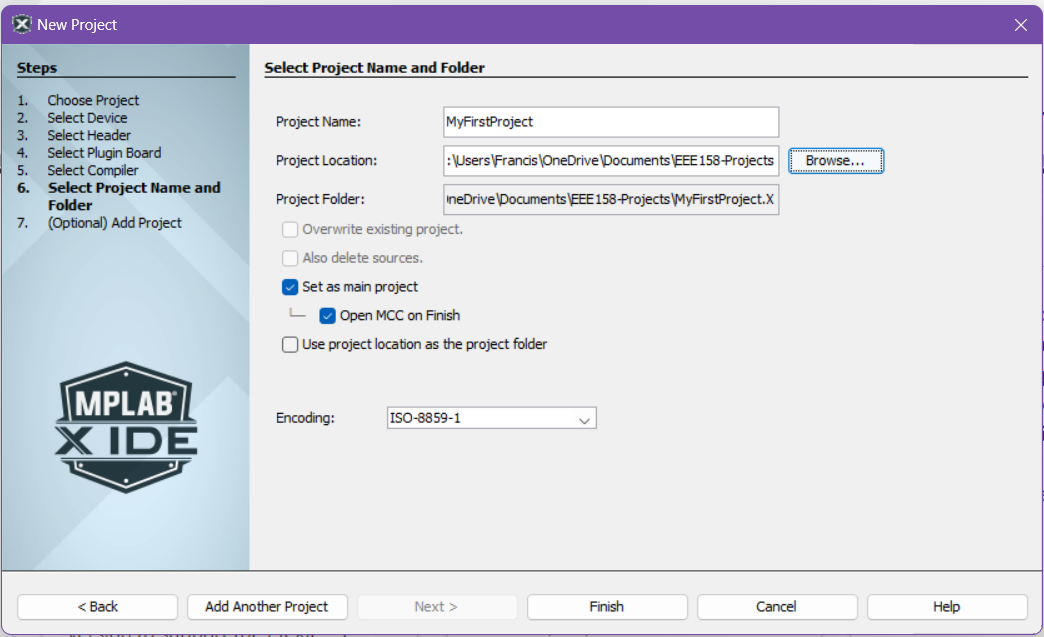 New Project
Steps
1. Choose Project
2. Select Device
3. Select Header
4. Select Plugin Board
5. Select Compiler
6. Select Project Name and
Folder
7. (Optional) Add Project
MPLAB®
X IDE
Select Project Name and Folder
Project Name: MyFirstProject
Project Location: :\Users\Francis\OneDrive\Documents\EEE158-Projects Browse...
Project Folder: neDrive\Documents\EEE158-Projects\MyFirstProject.X
Overwrite existing project.
Also delete sources.
Set as main project
Open MCC on Finish
Use project location as the project folder
Encoding: ISO-8859-1
< Back Add Another Project Next > Finish Cancel Help